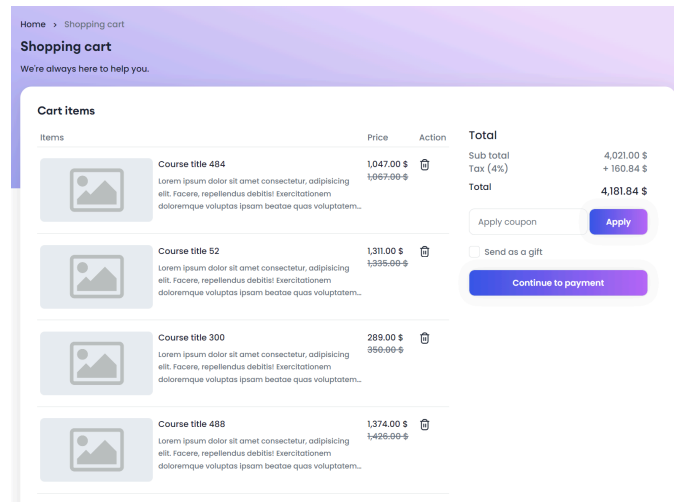 Home › Shopping cart
Shopping cart
We're always here to help you.
Cart items
Items Price Action
Course title 484
Lorem ipsum dolor sit amet consectetur, adipisicing
elit. Facere, repellendus debitis! Exercitationem
doloremque voluptas ipsam beatae quas voluptatem...
1,047.00 $
1,067.00 $
Course title 52
Lorem ipsum dolor sit amet consectetur, adipisicing
elit. Facere, repellendus debitis! Exercitationem
doloremque voluptas ipsam beatae quas voluptatem...
1,311.00 $
1,335.00 $
Course title 300
Lorem ipsum dolor sit amet consectetur, adipisicing
elit. Facere, repellendus debitis! Exercitationem
doloremque voluptas ipsam beatae quas voluptatem...
289.00 $
350.00 $
Course title 488
Lorem ipsum dolor sit amet consectetur, adipisicing
elit. Facere, repellendus debitis! Exercitationem
doloremque voluptas ipsam beatae quas voluptatem...
1,374.00 $
1,426.00 $
Total
Sub total 4,021.00 $
Tax (4%) + 160.84 $
Total 4,181.84 $
Apply coupon Apply
Send as a gift
Continue to payment